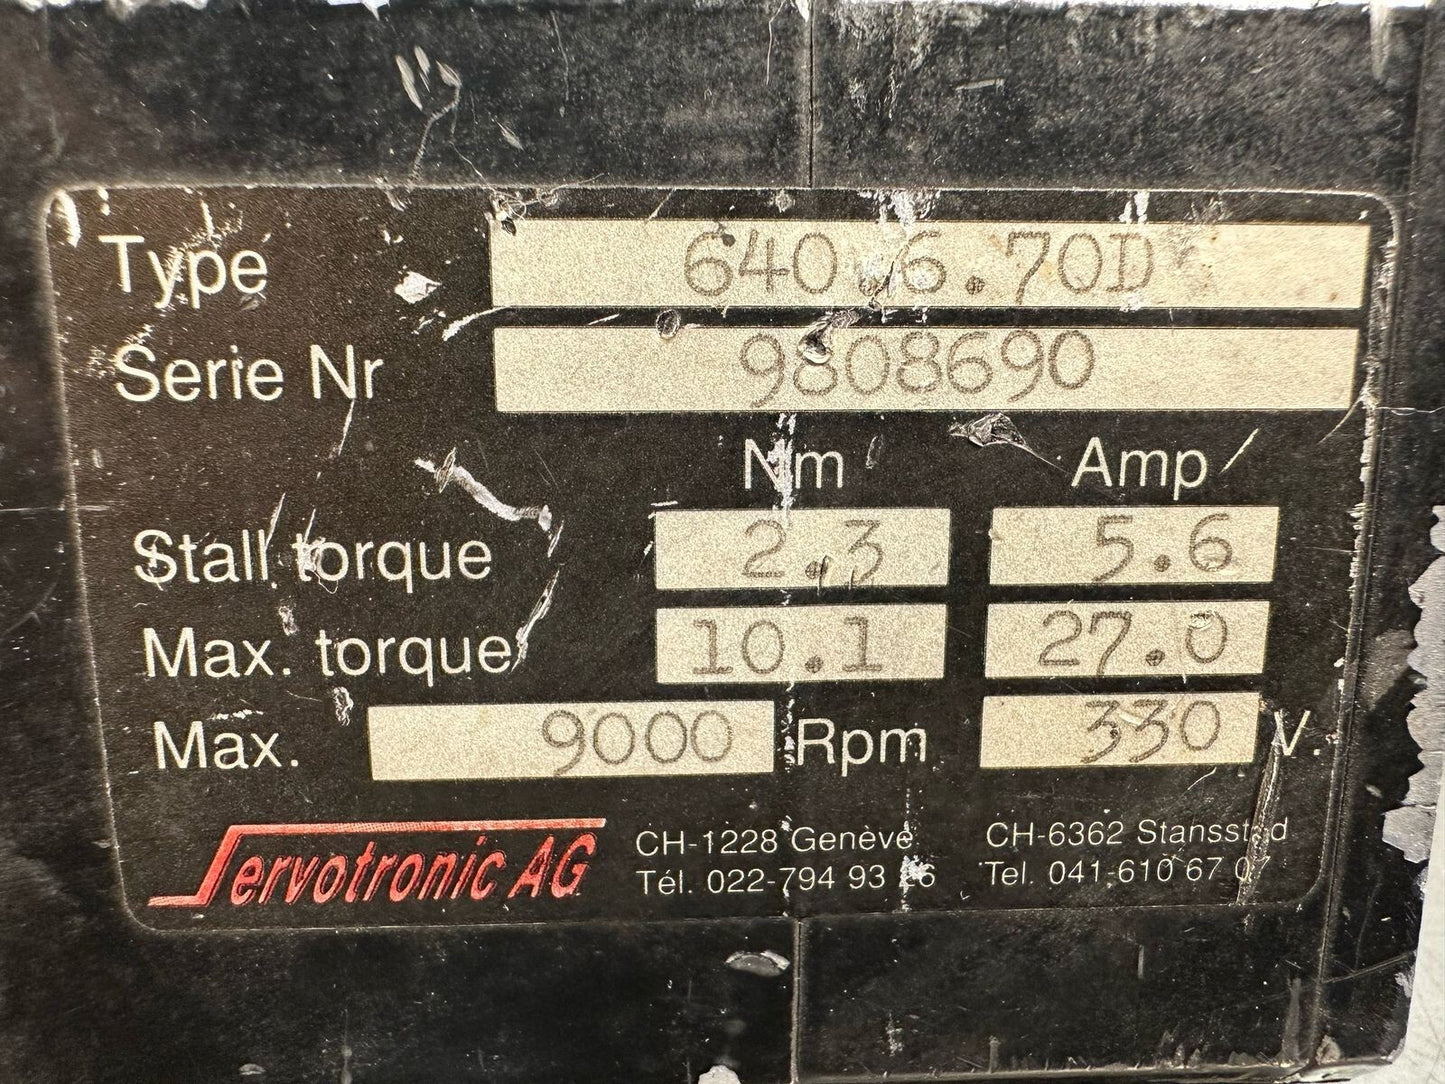 Type 640.6.70D
Serie Nr 9808690
Nm Amp
Stall torque 2.3 5.6
Max. torque 10.1 27.0
Max. 9000 Rpm 330 V.
Servotronic AG
CH-1228 Genève CH-6362 Stansstad
Tél. 022-794 93 Tel. 041-610 67 07